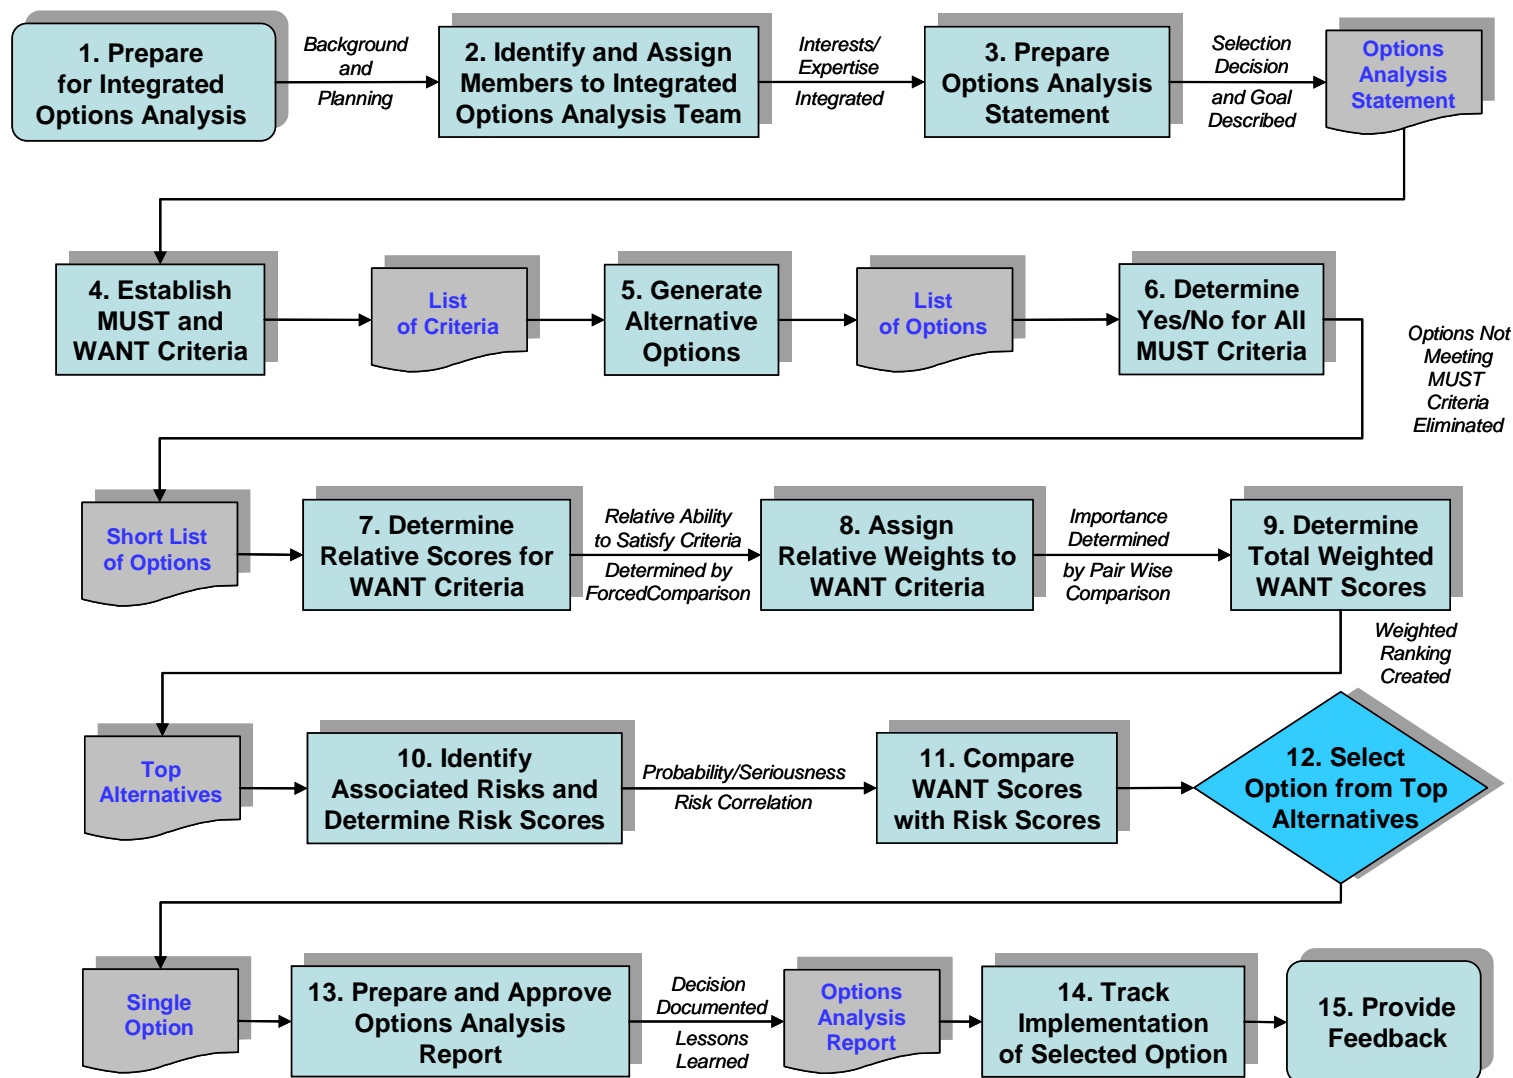 1. Prepare
for Integrated
Options Analysis
Background
and
Planning
2. Identify and Assign
Members to Integrated
Options Analysis Team
Interests/
Expertise
Integrated
3. Prepare
Options Analysis
Statement
Selection
Decision
and Goal
Described
Options
Analysis
Statement
4. Establish
MUST and
WANT Criteria
List
of Criteria
5. Generate
Alternative
Options
List
of Options
6. Determine
Yes/No for All
MUST Criteria
Options Not
Meeting
MUST
Criteria
Eliminated
Short List
of Options
7. Determine
Relative Scores for
WANT Criteria
Relative Ability
to Satisfy Criteria
Determined by
ForcedComparison
8. Assign
Relative Weights to
WANT Criteria
Importance
Determined
by Pair Wise
Comparison
9. Determine
Total Weighted
WANT Scores
Weighted
Ranking
Created
Top
Alternatives
10. Identify
Associated Risks and
Determine Risk Scores
Probability/Seriousness
Risk Correlation
11. Compare
WANT Scores
with Risk Scores
12. Select
Option from Top
Alternatives
Single
Option
13. Prepare and Approve
Options Analysis
Report
Decision
Documented
Lessons
Learned
Options
Analysis
Report
14. Track
Implementation
of Selected Option
15. Provide
Feedback